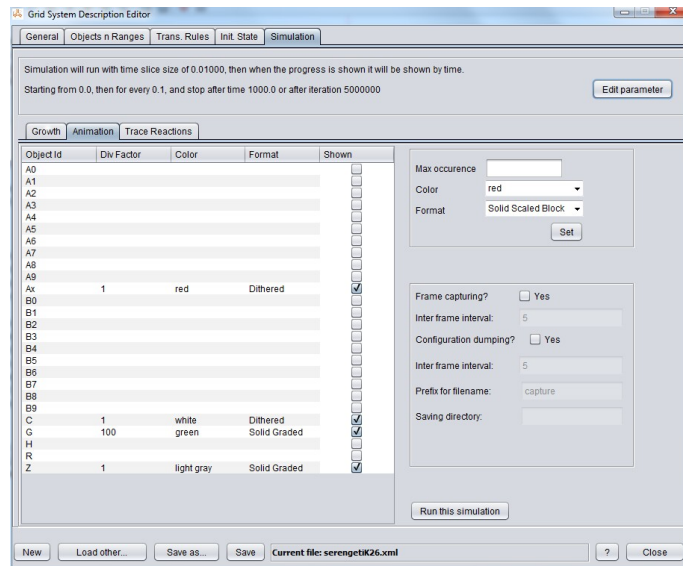 Grid System Description Editor
General Objects n Ranges Trans. Rules Init. State Simulation
Simulation will run with time slice size of 0.01000, then when the progress is shown it will be shown by time.
Starting from 0.0, then for every 0.1, and stop after time 1000.0 or after iteration 5000000
Edit parameter
Growth Animation Trace Reactions
Object Id Div Factor Color Format Shown
A0
A1
A2
A3
A4
A5
A6
A7
A8
A9
Ax 1 red Dithered
B0
B1
B2
B3
B4
B5
B6
B7
B8
B9
C 1 white Dithered
G 100 green Solid Graded
H
R
Z 1 light gray Solid Graded
Max occurence
Color red
Format Solid Scaled Block
Set
Frame capturing? Yes
Inter frame interval: 5
Configuration dumping? Yes
Inter frame interval: 5
Prefix for filename: capture
Saving directory:
Run this simulation
New Load other... Save as... Save Current file: serengetiK26.xml ? Close